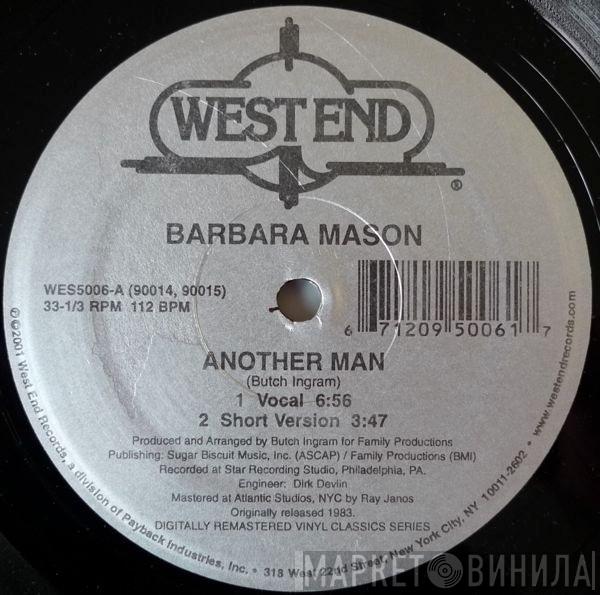 WEST END
®
BARBARA MASON
WES5006-A (90014, 90015)
33-1/3 RPM 112 BPM
6 71209 50061 7
ANOTHER MAN
(Butch Ingram)
1 Vocal 6:56
2 Short Version 3:47
Produced and Arranged by Butch Ingram for Family Productions
Publishing: Sugar Biscuit Music, Inc. (ASCAP) / Family Productions (BMI)
Recorded at Star Recording Studio, Philadelphia, PA.
Engineer: Dirk Devlin
Mastered at Atlantic Studios, NYC by Ray Janos
Originally released 1983.
DIGITALLY REMASTERED VINYL CLASSICS SERIES
℗©2001 West End Records, a division of Payback Industries, Inc. • 318 West 22nd Street, New York City, NY 10011-2602 • www.westendrecords.com
МАРКЕТ ВИНИЛА